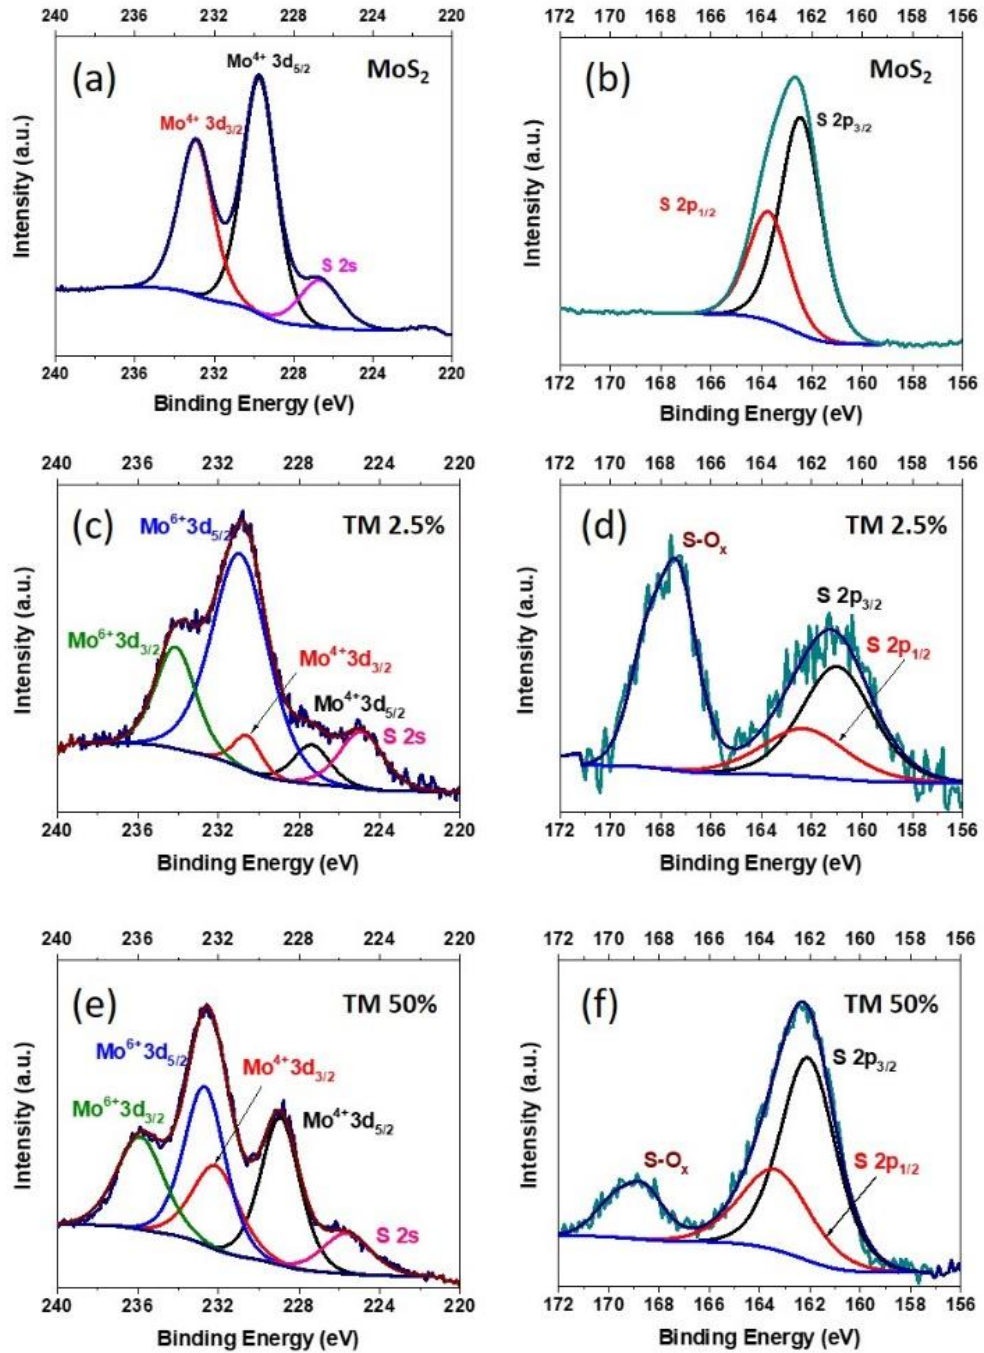 240 236 232 228 224 220
(a)
Mo⁴⁺ 3d₅/₂
MoS₂
Mo⁴⁺ 3d₃/₂
S 2s
Intensity (a.u.)
240 236 232 228 224 220
Binding Energy (eV)
172 170 168 166 164 162 160 158 156
(b)
MoS₂
S 2p₃/₂
S 2p₁/₂
Intensity (a.u.)
172 170 168 166 164 162 160 158 156
Binding Energy (eV)
240 236 232 228 224 220
(c)
Mo⁶⁺3d₅/₂
TM 2.5%
Mo⁶⁺3d₃/₂
Mo⁴⁺3d₃/₂
Mo⁴⁺3d₅/₂
S 2s
Intensity (a.u.)
240 236 232 228 224 220
Binding Energy (eV)
172 170 168 166 164 162 160 158 156
(d)
TM 2.5%
S-Oₓ
S 2p₃/₂
S 2p₁/₂
Intensity (a.u.)
172 170 168 166 164 162 160 158 156
Binding Energy (eV)
240 236 232 228 224 220
(e)
TM 50%
Mo⁶⁺3d₅/₂
Mo⁴⁺3d₃/₂
Mo⁶⁺3d₃/₂
Mo⁴⁺3d₅/₂
S 2s
Intensity (a.u.)
240 236 232 228 224 220
Binding Energy (eV)
172 170 168 166 164 162 160 158 156
(f)
TM 50%
S 2p₃/₂
S-Oₓ
S 2p₁/₂
Intensity (a.u.)
172 170 168 166 164 162 160 158 156
Binding Energy (eV)